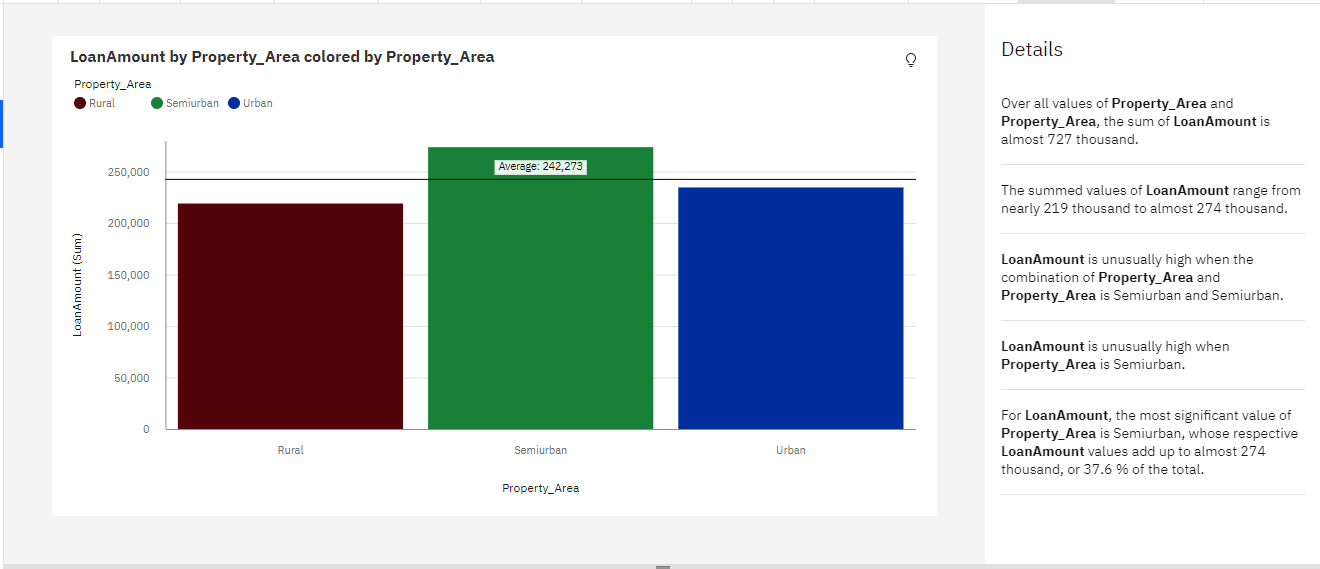 LoanAmount by Property_Area colored by Property_Area
Property_Area
Rural Semiurban Urban
LoanAmount (Sum)
250,000
200,000
150,000
100,000
50,000
0
Average: 242,273
Rural Semiurban Urban
Property_Area
Details
Over all values of Property_Area and
Property_Area, the sum of LoanAmount is
almost 727 thousand.
The summed values of LoanAmount range from
nearly 219 thousand to almost 274 thousand.
LoanAmount is unusually high when the
combination of Property_Area and
Property_Area is Semiurban and Semiurban.
LoanAmount is unusually high when
Property_Area is Semiurban.
For LoanAmount, the most significant value of
Property_Area is Semiurban, whose respective
LoanAmount values add up to almost 274
thousand, or 37.6 % of the total.